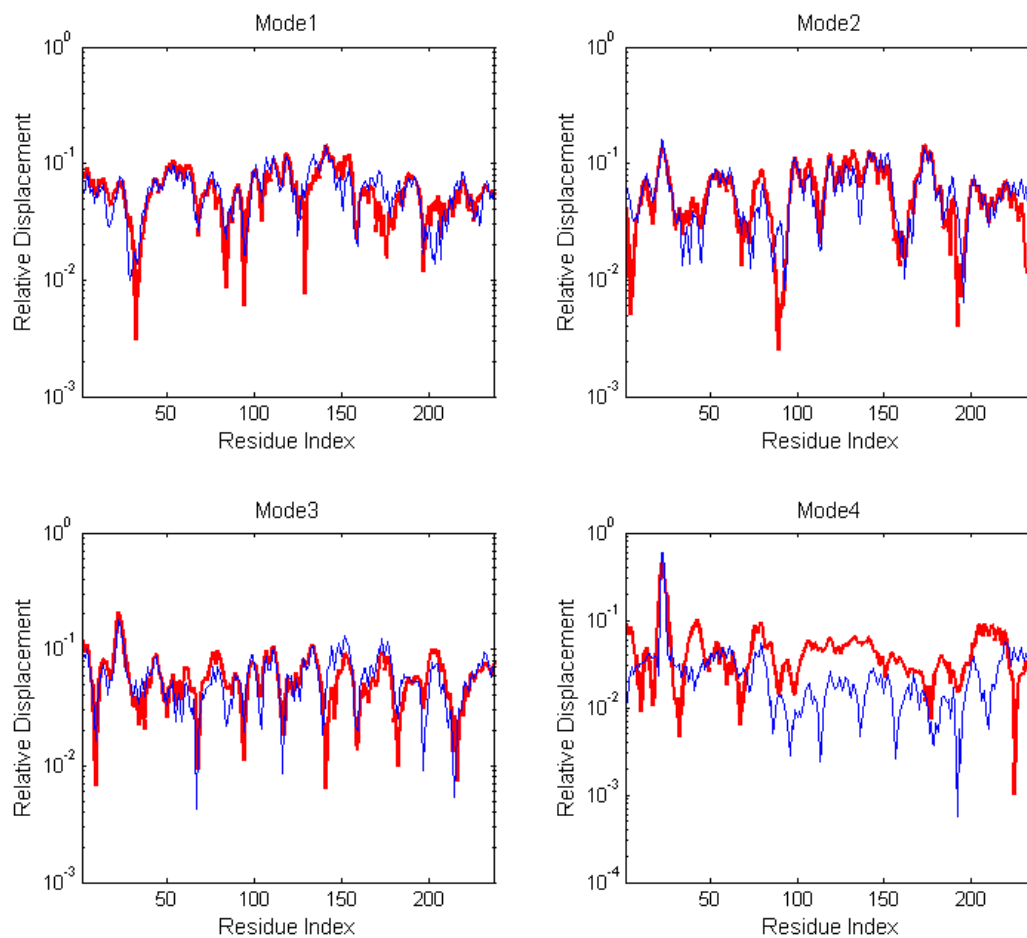 Mode1
10^0
10^-1
10^-2
10^-3
Relative Displacement
50 100 150 200
Residue Index
Mode2
10^0
10^-1
10^-2
10^-3
Relative Displacement
50 100 150 200
Residue Index
Mode3
10^0
10^-1
10^-2
10^-3
Relative Displacement
50 100 150 200
Residue Index
Mode4
10^0
10^-1
10^-2
10^-3
10^-4
Relative Displacement
50 100 150 200
Residue Index